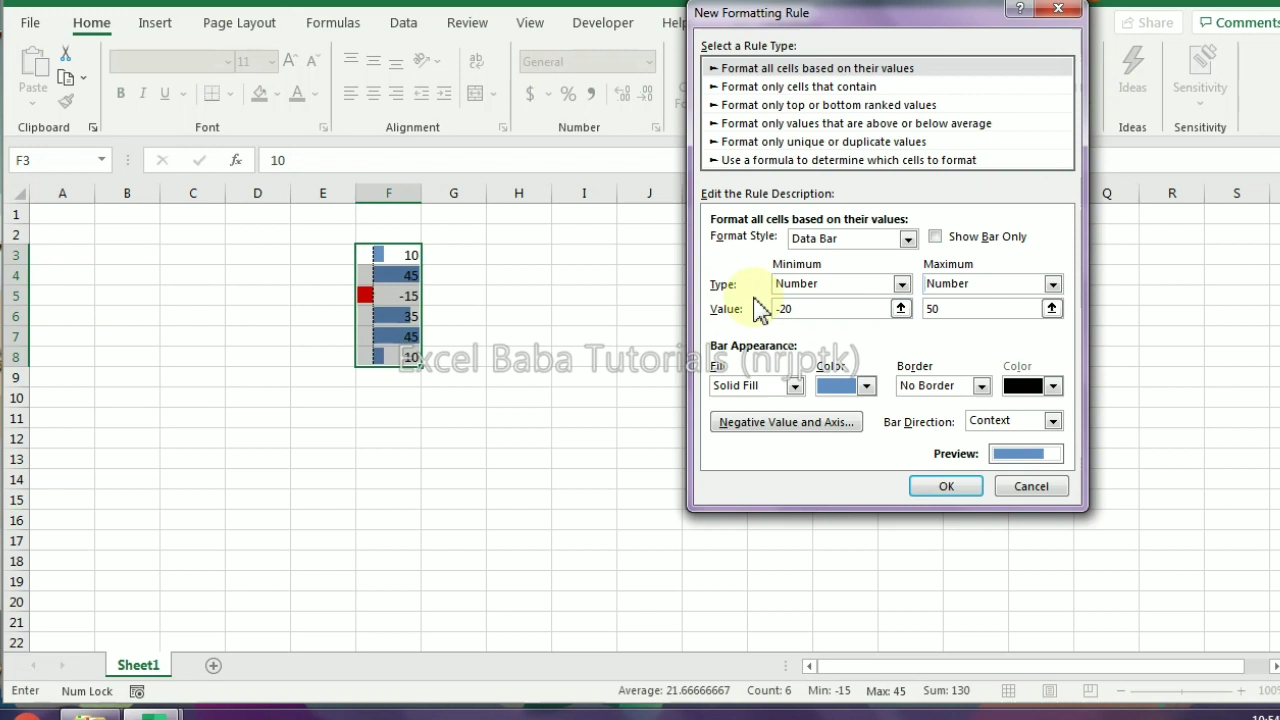 New Formatting Rule
?
File Home Insert Page Layout Formulas Data Review View Developer
Share Comments
Select a Rule Type:
► Format all cells based on their values
► Format only cells that contain
► Format only top or bottom ranked values
► Format only values that are above or below average
► Format only unique or duplicate values
► Use a formula to determine which cells to format
Paste
11
B I U
A
General
$ % ,
Ideas
Sensitivity
Clipboard Font Alignment Number Ideas Sensitivity
F3 fx 10
A B C D E F G H I J Q R S
Edit the Rule Description:
Format all cells based on their values:
Format Style: Data Bar Show Bar Only
Minimum Maximum
Type: Number Number
Value: -20 50
Bar Appearance:
Fill Color Border Color
Solid Fill No Border
Negative Value and Axis... Bar Direction: Context
Preview:
OK Cancel
1
2
3 10
4 45
5 -15
6 35
7 45
8 10
9
10
11
12
13
14
15
16
17
18
19
20
21
22
Excel Baba Tutorials (nrjptk)
Sheet1
Enter Num Lock Average: 21.66666667 Count: 6 Min: -15 Max: 45 Sum: 130